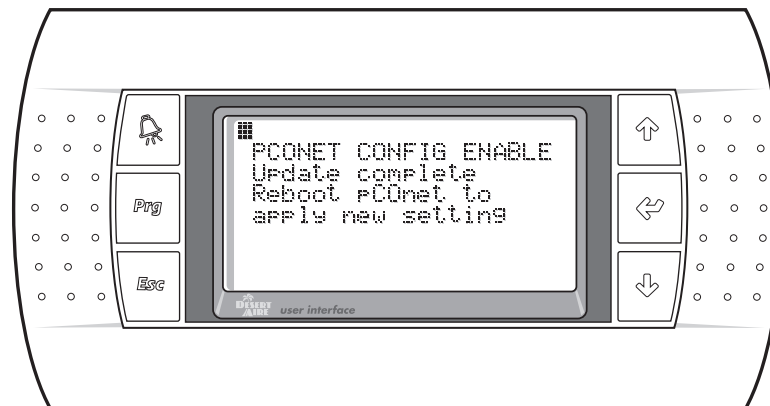 PCONET CONFIG ENABLE
Update complete
Reboot pCOnet to
apply new setting
Prg
Esc
DESERT
AIRE
user interface